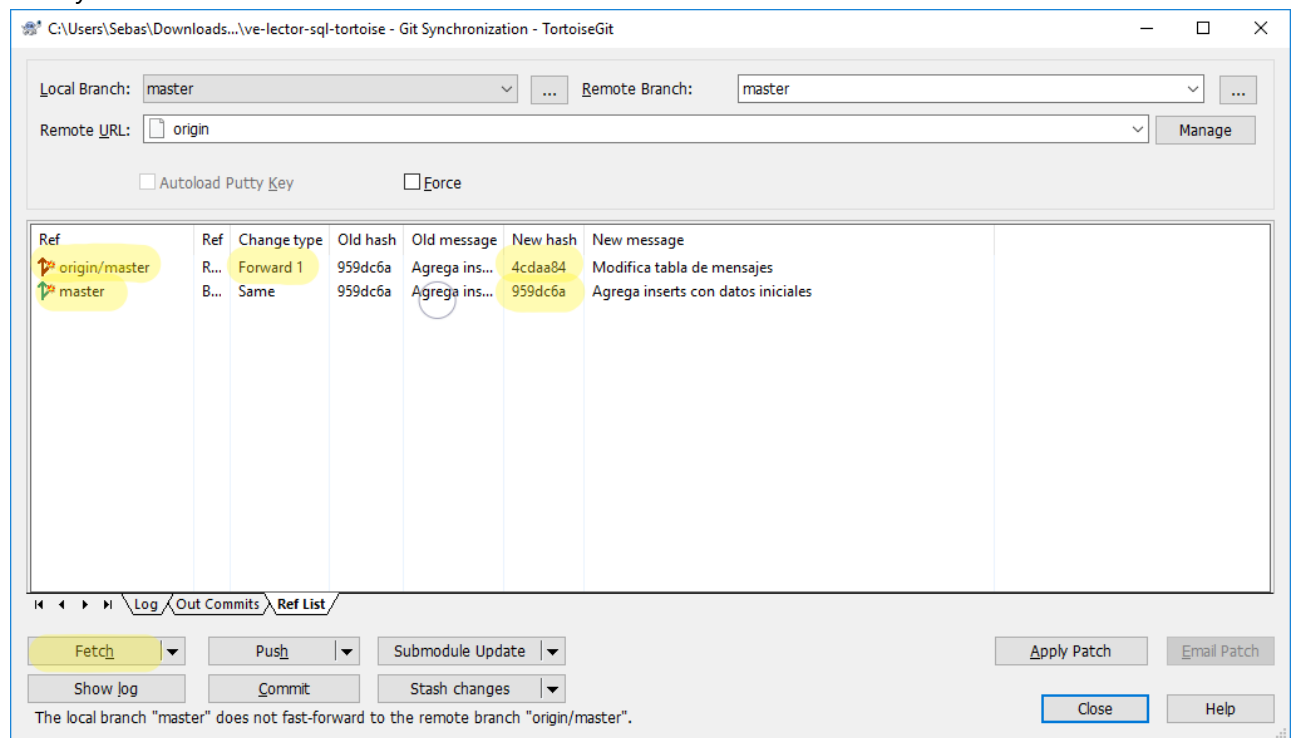 C:\Users\Sebas\Downloads...\ve-lector-sql-tortoise - Git Synchronization - TortoiseGit
Local Branch: master ... Remote Branch: master ...
Remote URL: origin Manage
Autoload Putty Key Force
Ref Ref Change type Old hash Old message New hash New message
origin/master R... Forward 1 959dc6a Agrega ins... 4cdaa84 Modifica tabla de mensajes
master B... Same 959dc6a Agrega ins... 959dc6a Agrega inserts con datos iniciales
Log Out Commits Ref List
Fetch Push Submodule Update Apply Patch Email Patch
Show log Commit Stash changes
Close Help
The local branch "master" does not fast-forward to the remote branch "origin/master".